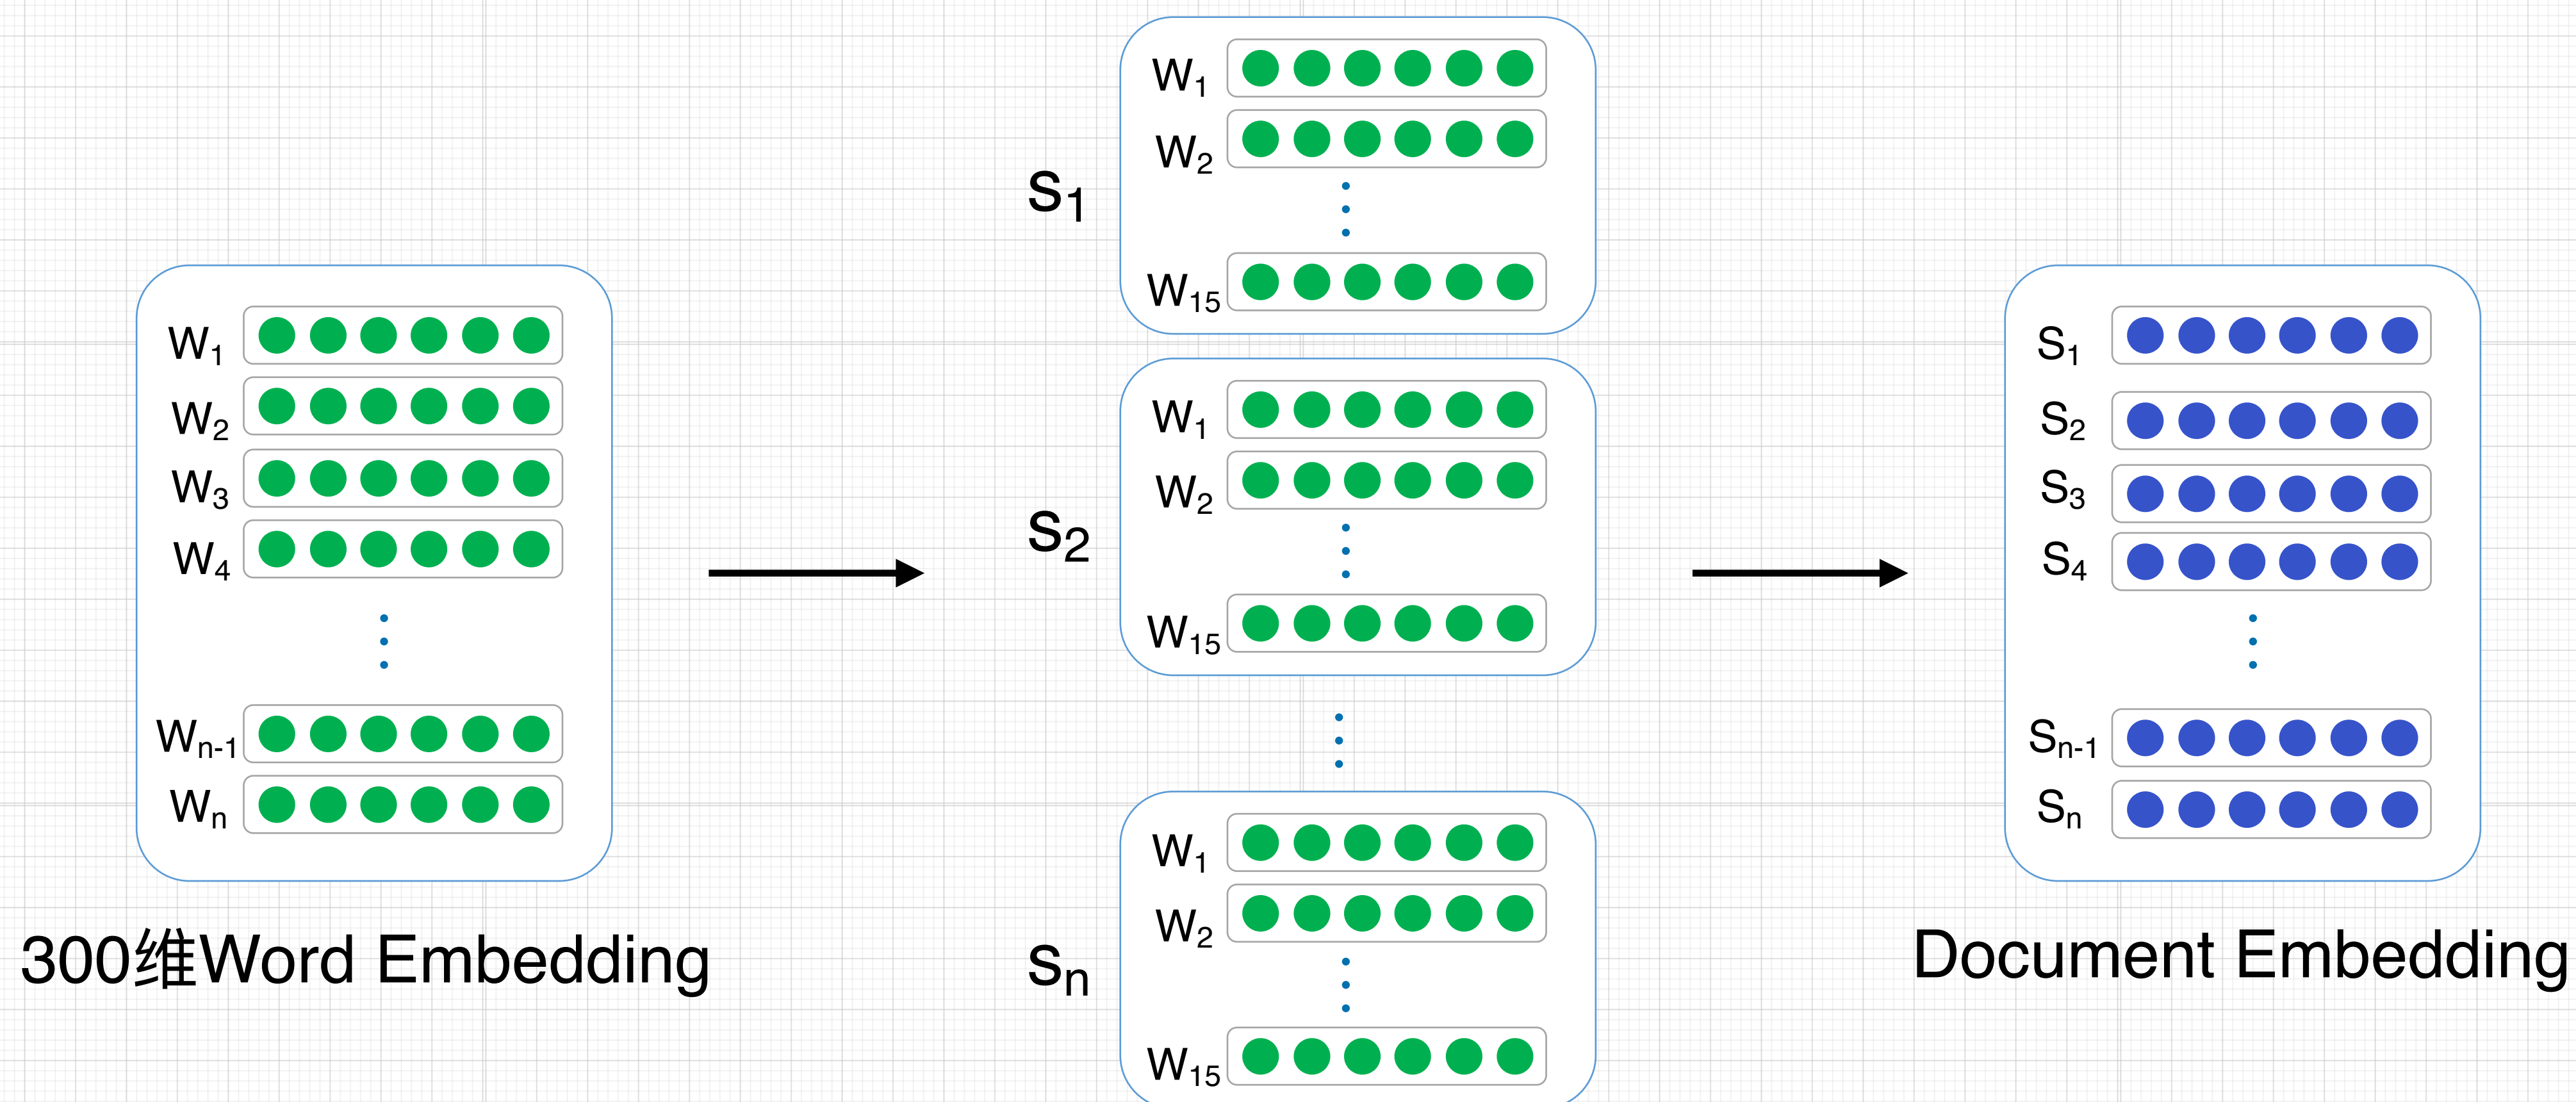 W1
W2
W3
W4
Wn-1
Wn
300维Word Embedding
S1
W1
W2
W15
S2
W1
W2
W15
Sn
W1
W2
W15
S1
S2
S3
S4
Sn-1
Sn
Document Embedding